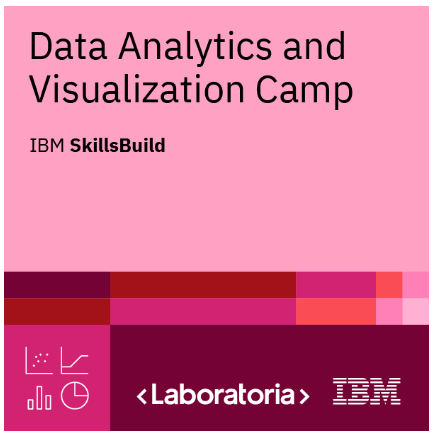 Data Analytics and
Visualization Camp
IBM SkillsBuild
<Laboratoria> IBM